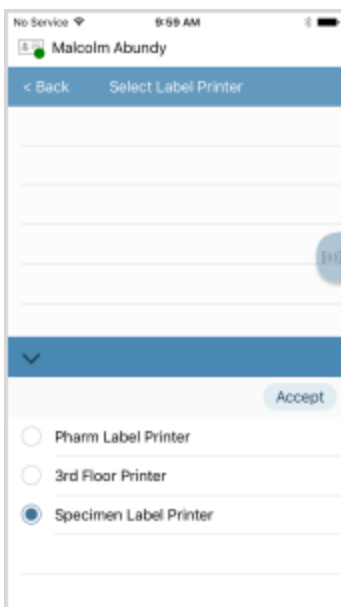 No Service 9:59 AM
Malcolm Abundy
< Back Select Label Printer
Accept
Pharm Label Printer
3rd Floor Printer
Specimen Label Printer